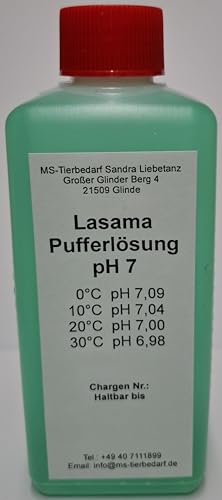 MS-Tierbedarf Sandra Liebetanz
Großer Glinder Berg 4
21509 Glinde
Lasama
Pufferlösung
pH 7
0°C pH 7,09
10°C pH 7,04
20°C pH 7,00
30°C pH 6,98
Chargen Nr.:
Haltbar bis
Tel.: +49 40 7111899
Email: info@ms-tierbedarf.de